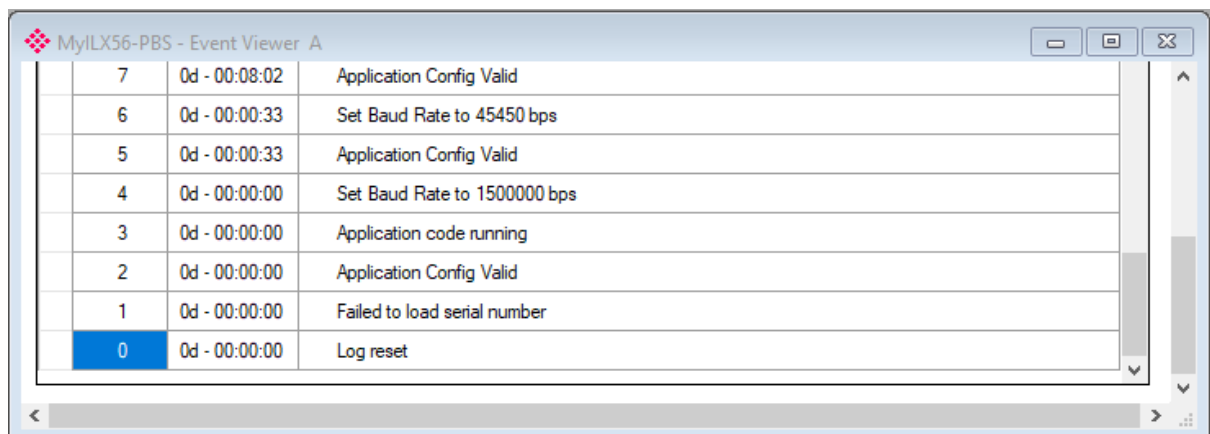 MyILX56-PBS - Event Viewer A
7 0d - 00:08:02 Application Config Valid
6 0d - 00:00:33 Set Baud Rate to 45450 bps
5 0d - 00:00:33 Application Config Valid
4 0d - 00:00:00 Set Baud Rate to 1500000 bps
3 0d - 00:00:00 Application code running
2 0d - 00:00:00 Application Config Valid
1 0d - 00:00:00 Failed to load serial number
0 0d - 00:00:00 Log reset